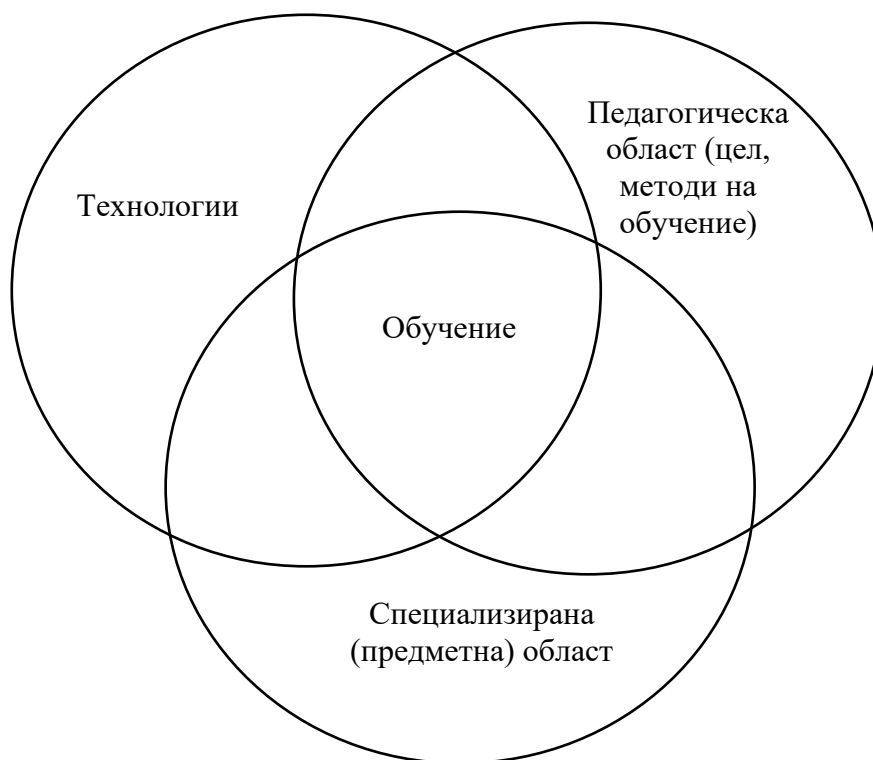 Педагогическа
област (цел,
методи на
обучение)
Технологии
Обучение
Специализирана
(предметна) област